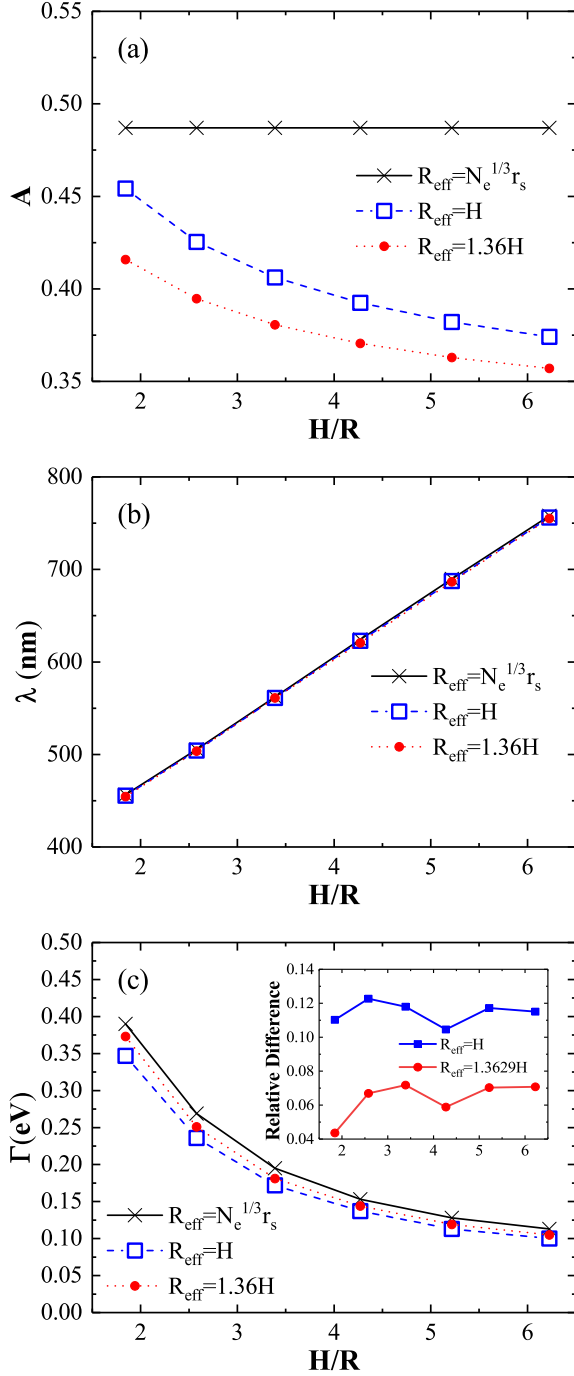 0.55
(a)
0.50
R_eff=N_e^1/3 r_s
0.45
A
R_eff=H
R_eff=1.36H
0.40
0.35
2 3 4 5 6
H/R
800
(b)
700
λ (nm)
R_eff=N_e^1/3 r_s
600
R_eff=H
R_eff=1.36H
500
400
2 3 4 5 6
H/R
0.50
(c)
0.45
0.40
0.35
0.30
Γ(eV)
0.25
0.20
0.15
0.10
0.05
0.00
R_eff=N_e^1/3 r_s
R_eff=H
R_eff=1.36H
2 3 4 5 6
H/R
Relative Difference
0.14
0.12
0.10
0.08
0.06
0.04
R_eff=H
R_eff=1.3629H
2 3 4 5 6